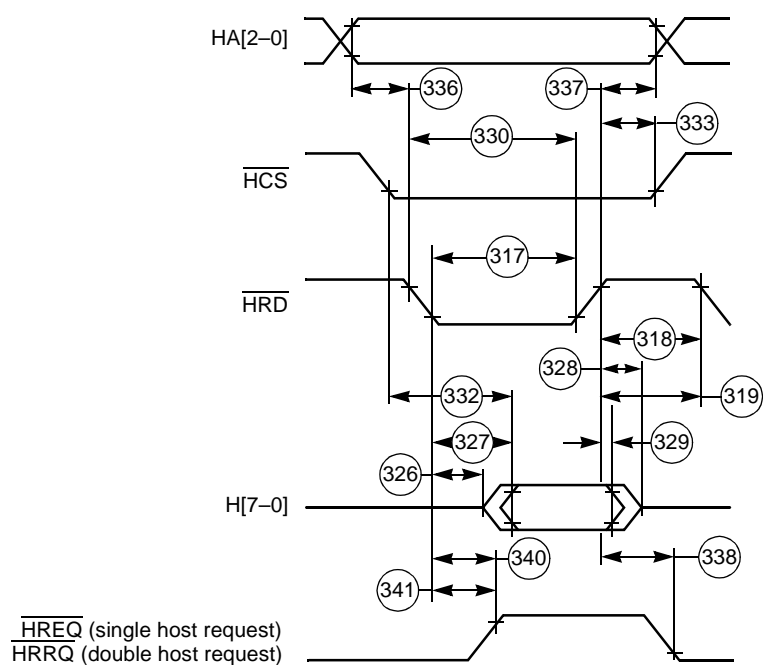 HA[2–0]
336
337
333
330
HCS
317
HRD
318
328
332
319
327
329
326
H[7–0]
340
338
341
HREQ (single host request)
HRRQ (double host request)